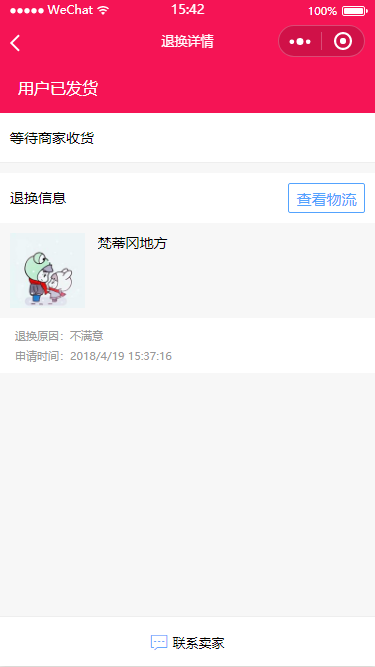 WeChat 15:42 100%
退换详情
用户已发货
等待商家收货
退换信息 查看物流
梵蒂冈地方
退换原因：不满意
申请时间：2018/4/19 15:37:16
联系卖家